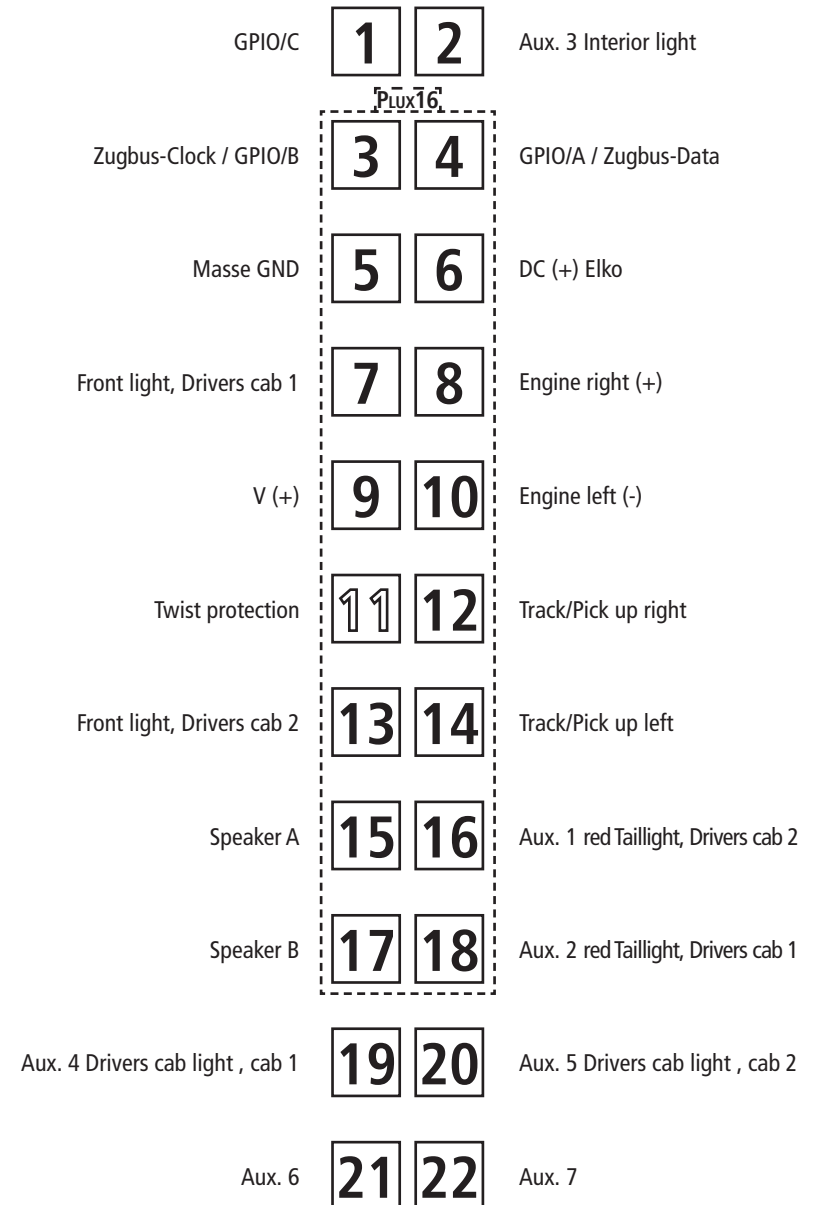 GPIO/C 1 2 Aux. 3 Interior light
PLUX16
Zugbus-Clock / GPIO/B 3 4 GPIO/A / Zugbus-Data
Masse GND 5 6 DC (+) Elko
Front light, Drivers cab 1 7 8 Engine right (+)
V (+) 9 10 Engine left (-)
Twist protection 11 12 Track/Pick up right
Front light, Drivers cab 2 13 14 Track/Pick up left
Speaker A 15 16 Aux. 1 red Taillight, Drivers cab 2
Speaker B 17 18 Aux. 2 red Taillight, Drivers cab 1
Aux. 4 Drivers cab light , cab 1 19 20 Aux. 5 Drivers cab light , cab 2
Aux. 6 21 22 Aux. 7